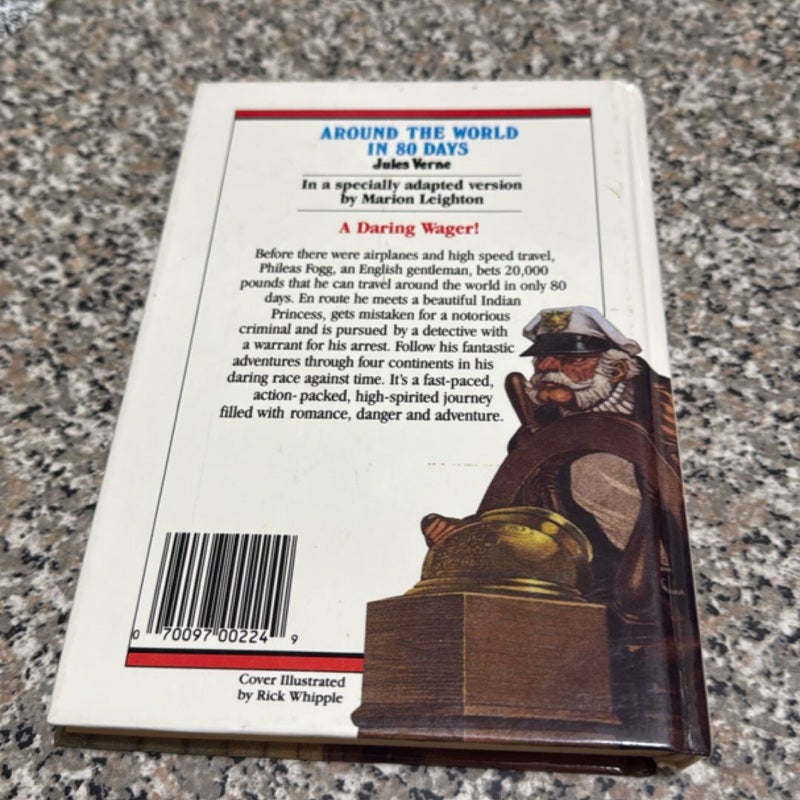 AROUND THE WORLD
IN 80 DAYS
Jules Verne
In a specially adapted version
by Marion Leighton
A Daring Wager!
Before there were airplanes and high speed travel,
Phileas Fogg, an English gentleman, bets 20,000
pounds that he can travel around the world in only 80
days. En route he meets a beautiful Indian
Princess, gets mistaken for a notorious
criminal and is pursued by a detective with
a warrant for his arrest. Follow his fantastic
adventures through four continents in his
daring race against time. It's a fast-paced,
action-packed, high-spirited journey
filled with romance, danger and adventure.
0 70097 00224 9
Cover Illustrated
by Rick Whipple